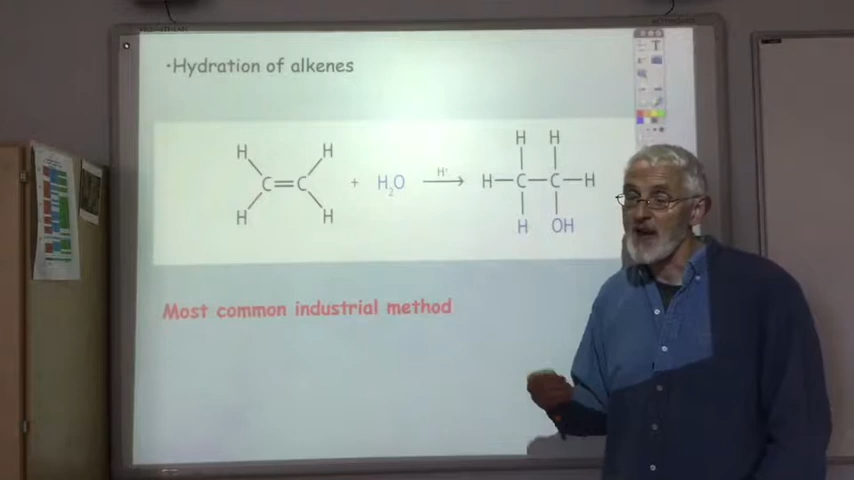 •Hydration of alkenes
H H H H
C=C + H₂O H⁺ → H–C–C–H
H H H OH
Most common industrial method